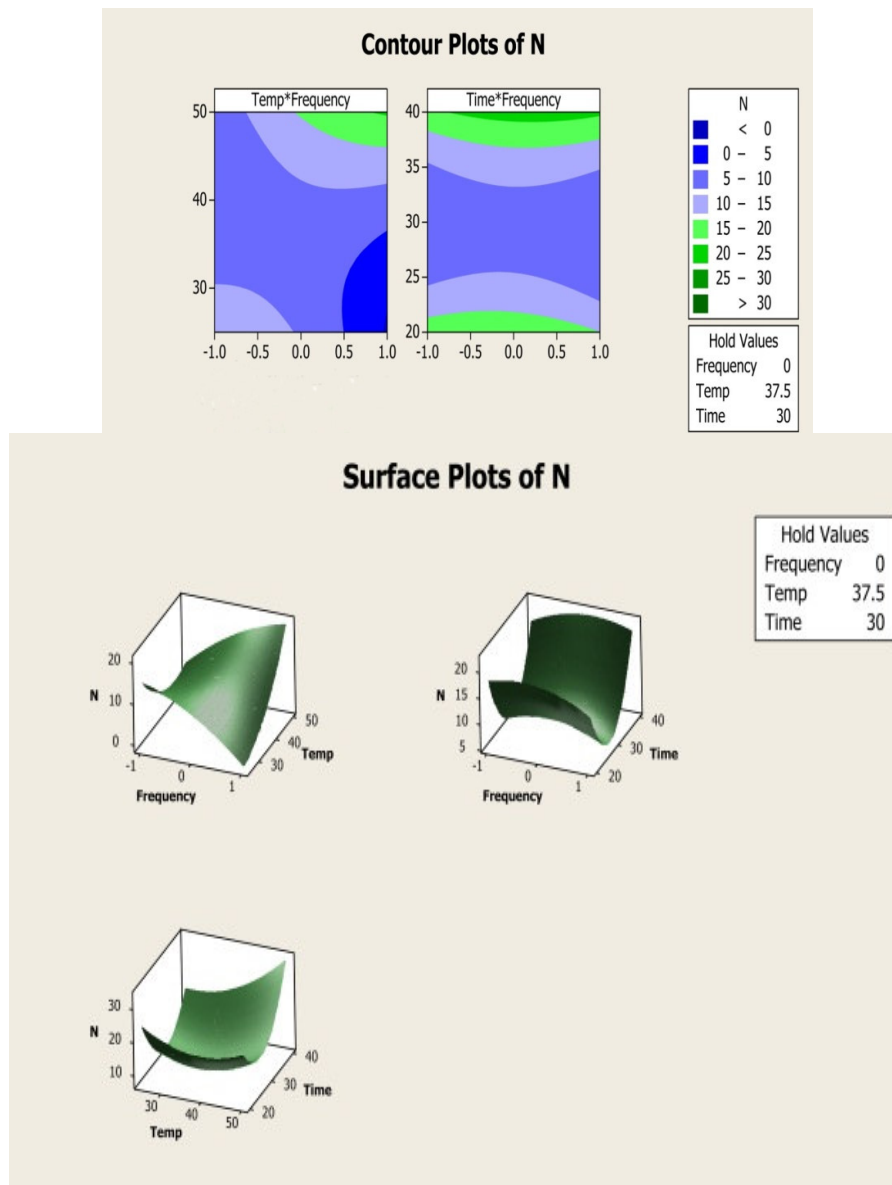 Contour Plots of N
Temp*Frequency
Time*Frequency
50
40
30
-1.0 -0.5 0.0 0.5 1.0
40
35
30
25
20
-1.0 -0.5 0.0 0.5 1.0
N
< 0
0 – 5
5 – 10
10 – 15
15 – 20
20 – 25
25 – 30
> 30
Hold Values
Frequency 0
Temp 37.5
Time 30
Surface Plots of N
Hold Values
Frequency 0
Temp 37.5
Time 30
20
N 10
0
-1 0 1
Frequency
30 40 50
Temp
20
N 15
10
5
-1 0 1
Frequency
20 30 40
Time
30
N 20
10
30 40 50
Temp
20 30 40
Time